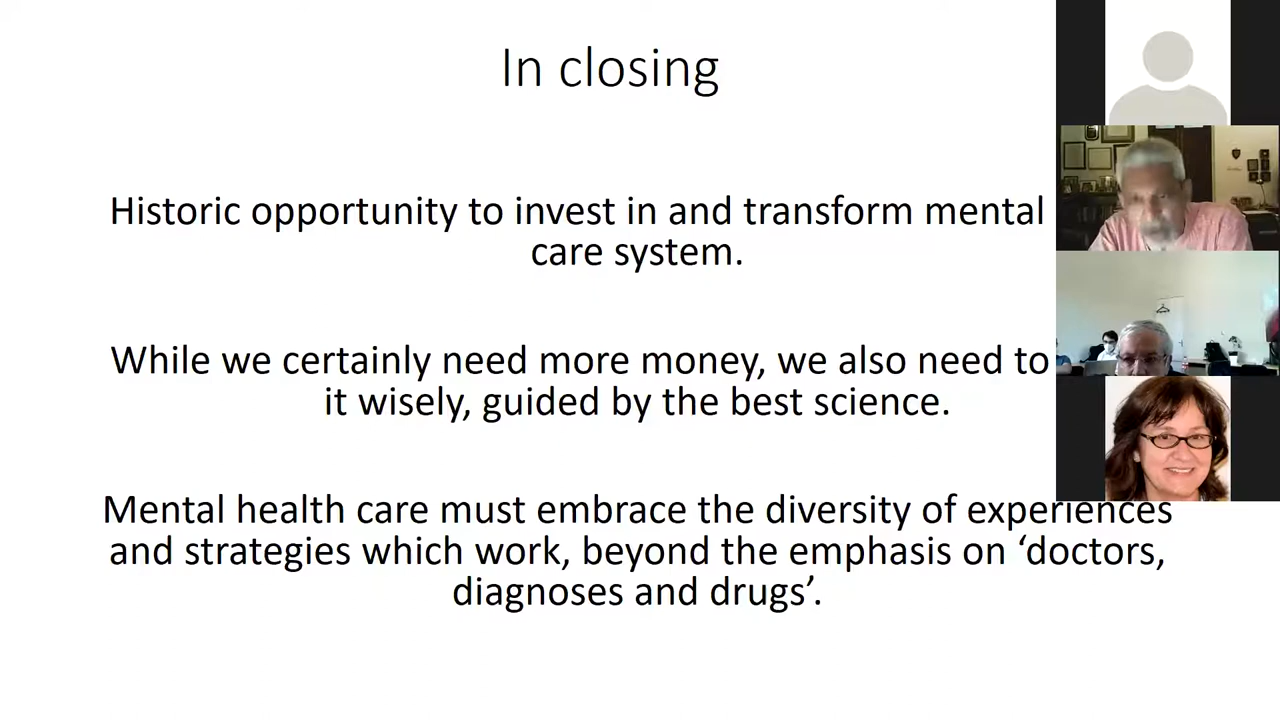 In closing
Historic opportunity to invest in and transform mental
care system.
While we certainly need more money, we also need to
it wisely, guided by the best science.
Mental health care must embrace the diversity of experiences
and strategies which work, beyond the emphasis on ‘doctors,
diagnoses and drugs’.